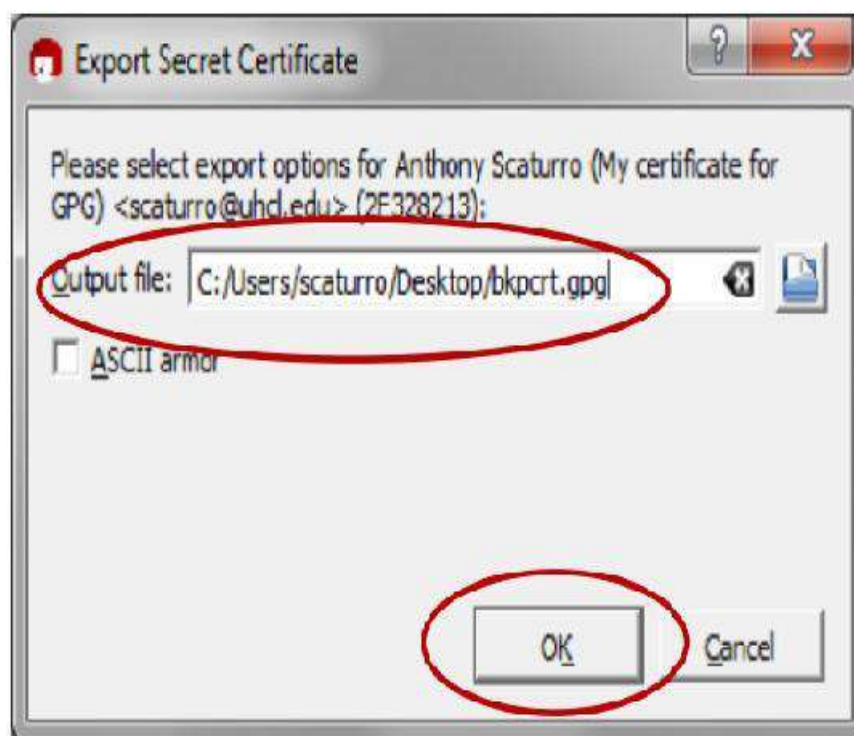 Export Secret Certificate
Please select export options for Anthony Scaturro (My certificate for
GPG) <scaturro@uhcl.edu> (2E328213):
Output file: C:/Users/scaturro/Desktop/bkpcrt.gpg
ASCII armor
OK Cancel